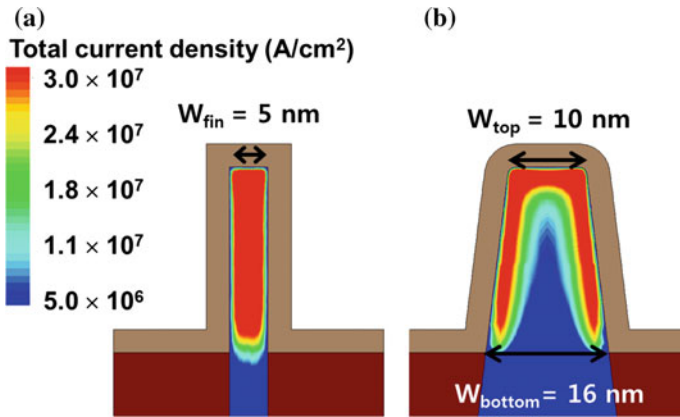 (a)
(b)
Total current density (A/cm²)
3.0 × 10⁷
2.4 × 10⁷
1.8 × 10⁷
1.1 × 10⁷
5.0 × 10⁶
W_fin = 5 nm
W_top = 10 nm
W_bottom = 16 nm